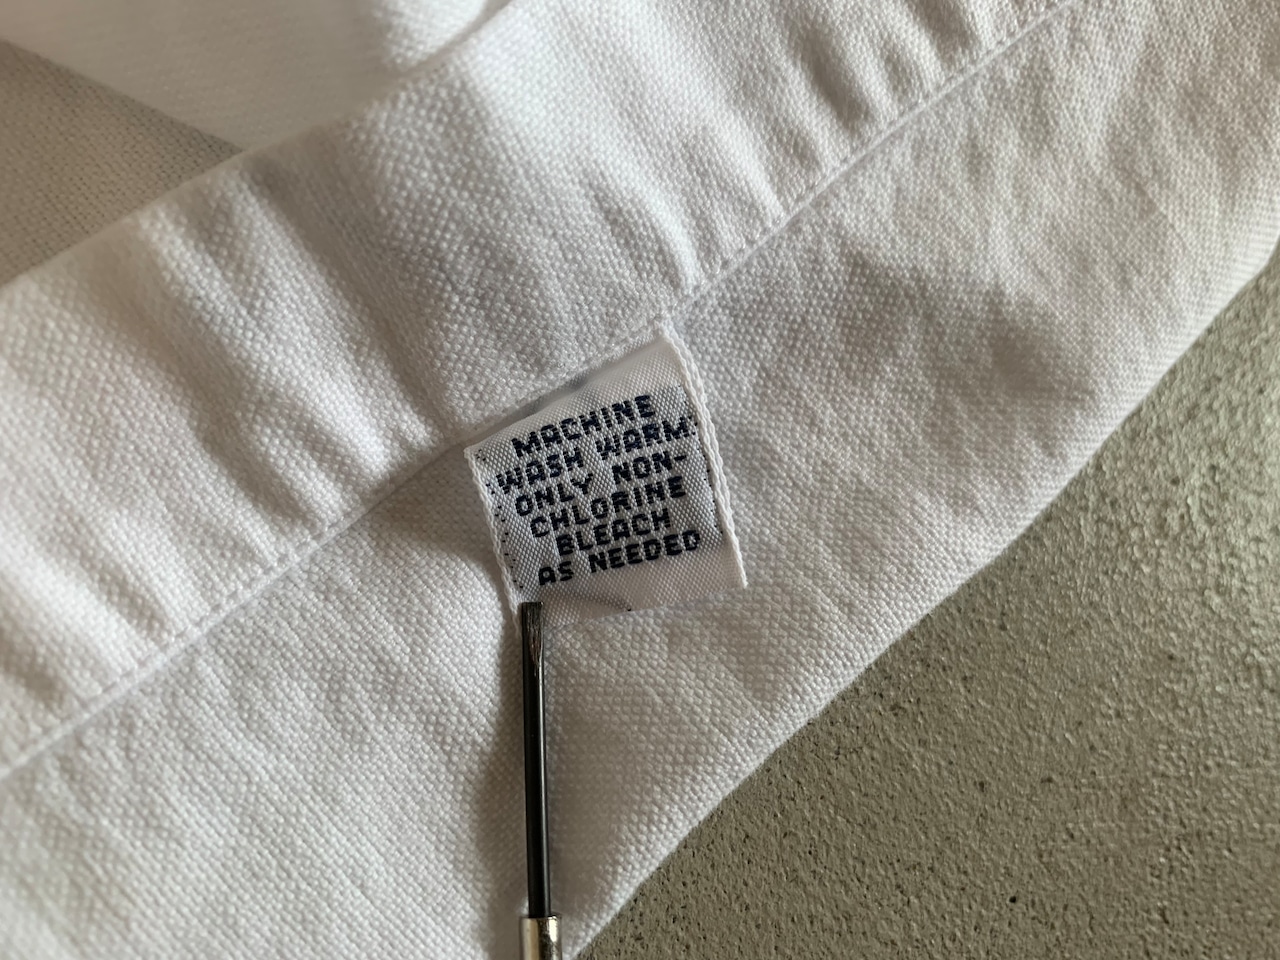 MACHINE
WASH WARM
ONLY NON-
CHLORINE
BLEACH
AS NEEDED